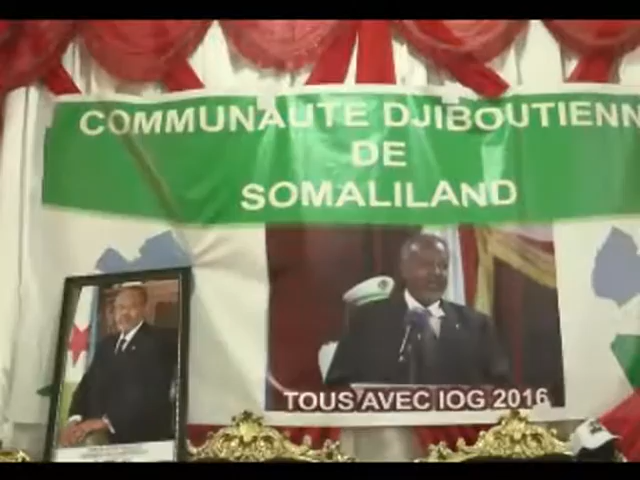 COMMUNAUTE DJIBOUTIENN
DE
SOMALILAND
TOUS AVEC IOG 2016